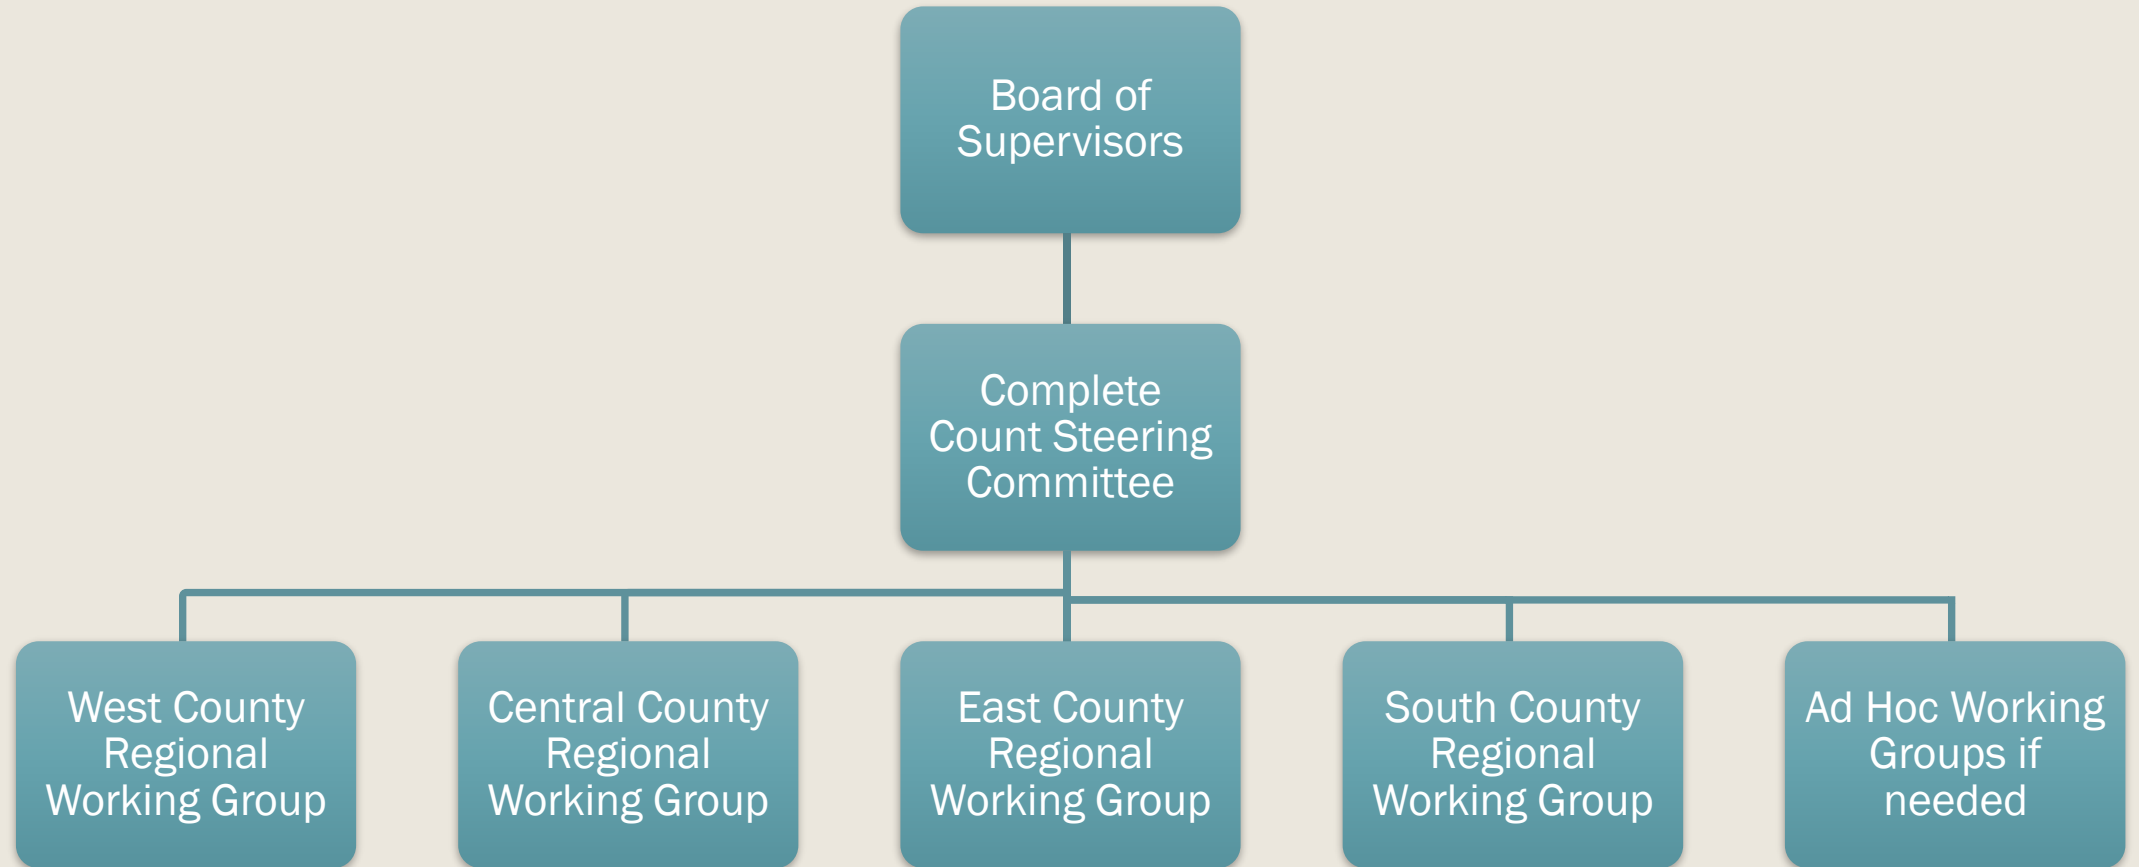 Board of
Supervisors
Complete
Count Steering
Committee
West County
Regional
Working Group
Central County
Regional
Working Group
East County
Regional
Working Group
South County
Regional
Working Group
Ad Hoc Working
Groups if
needed